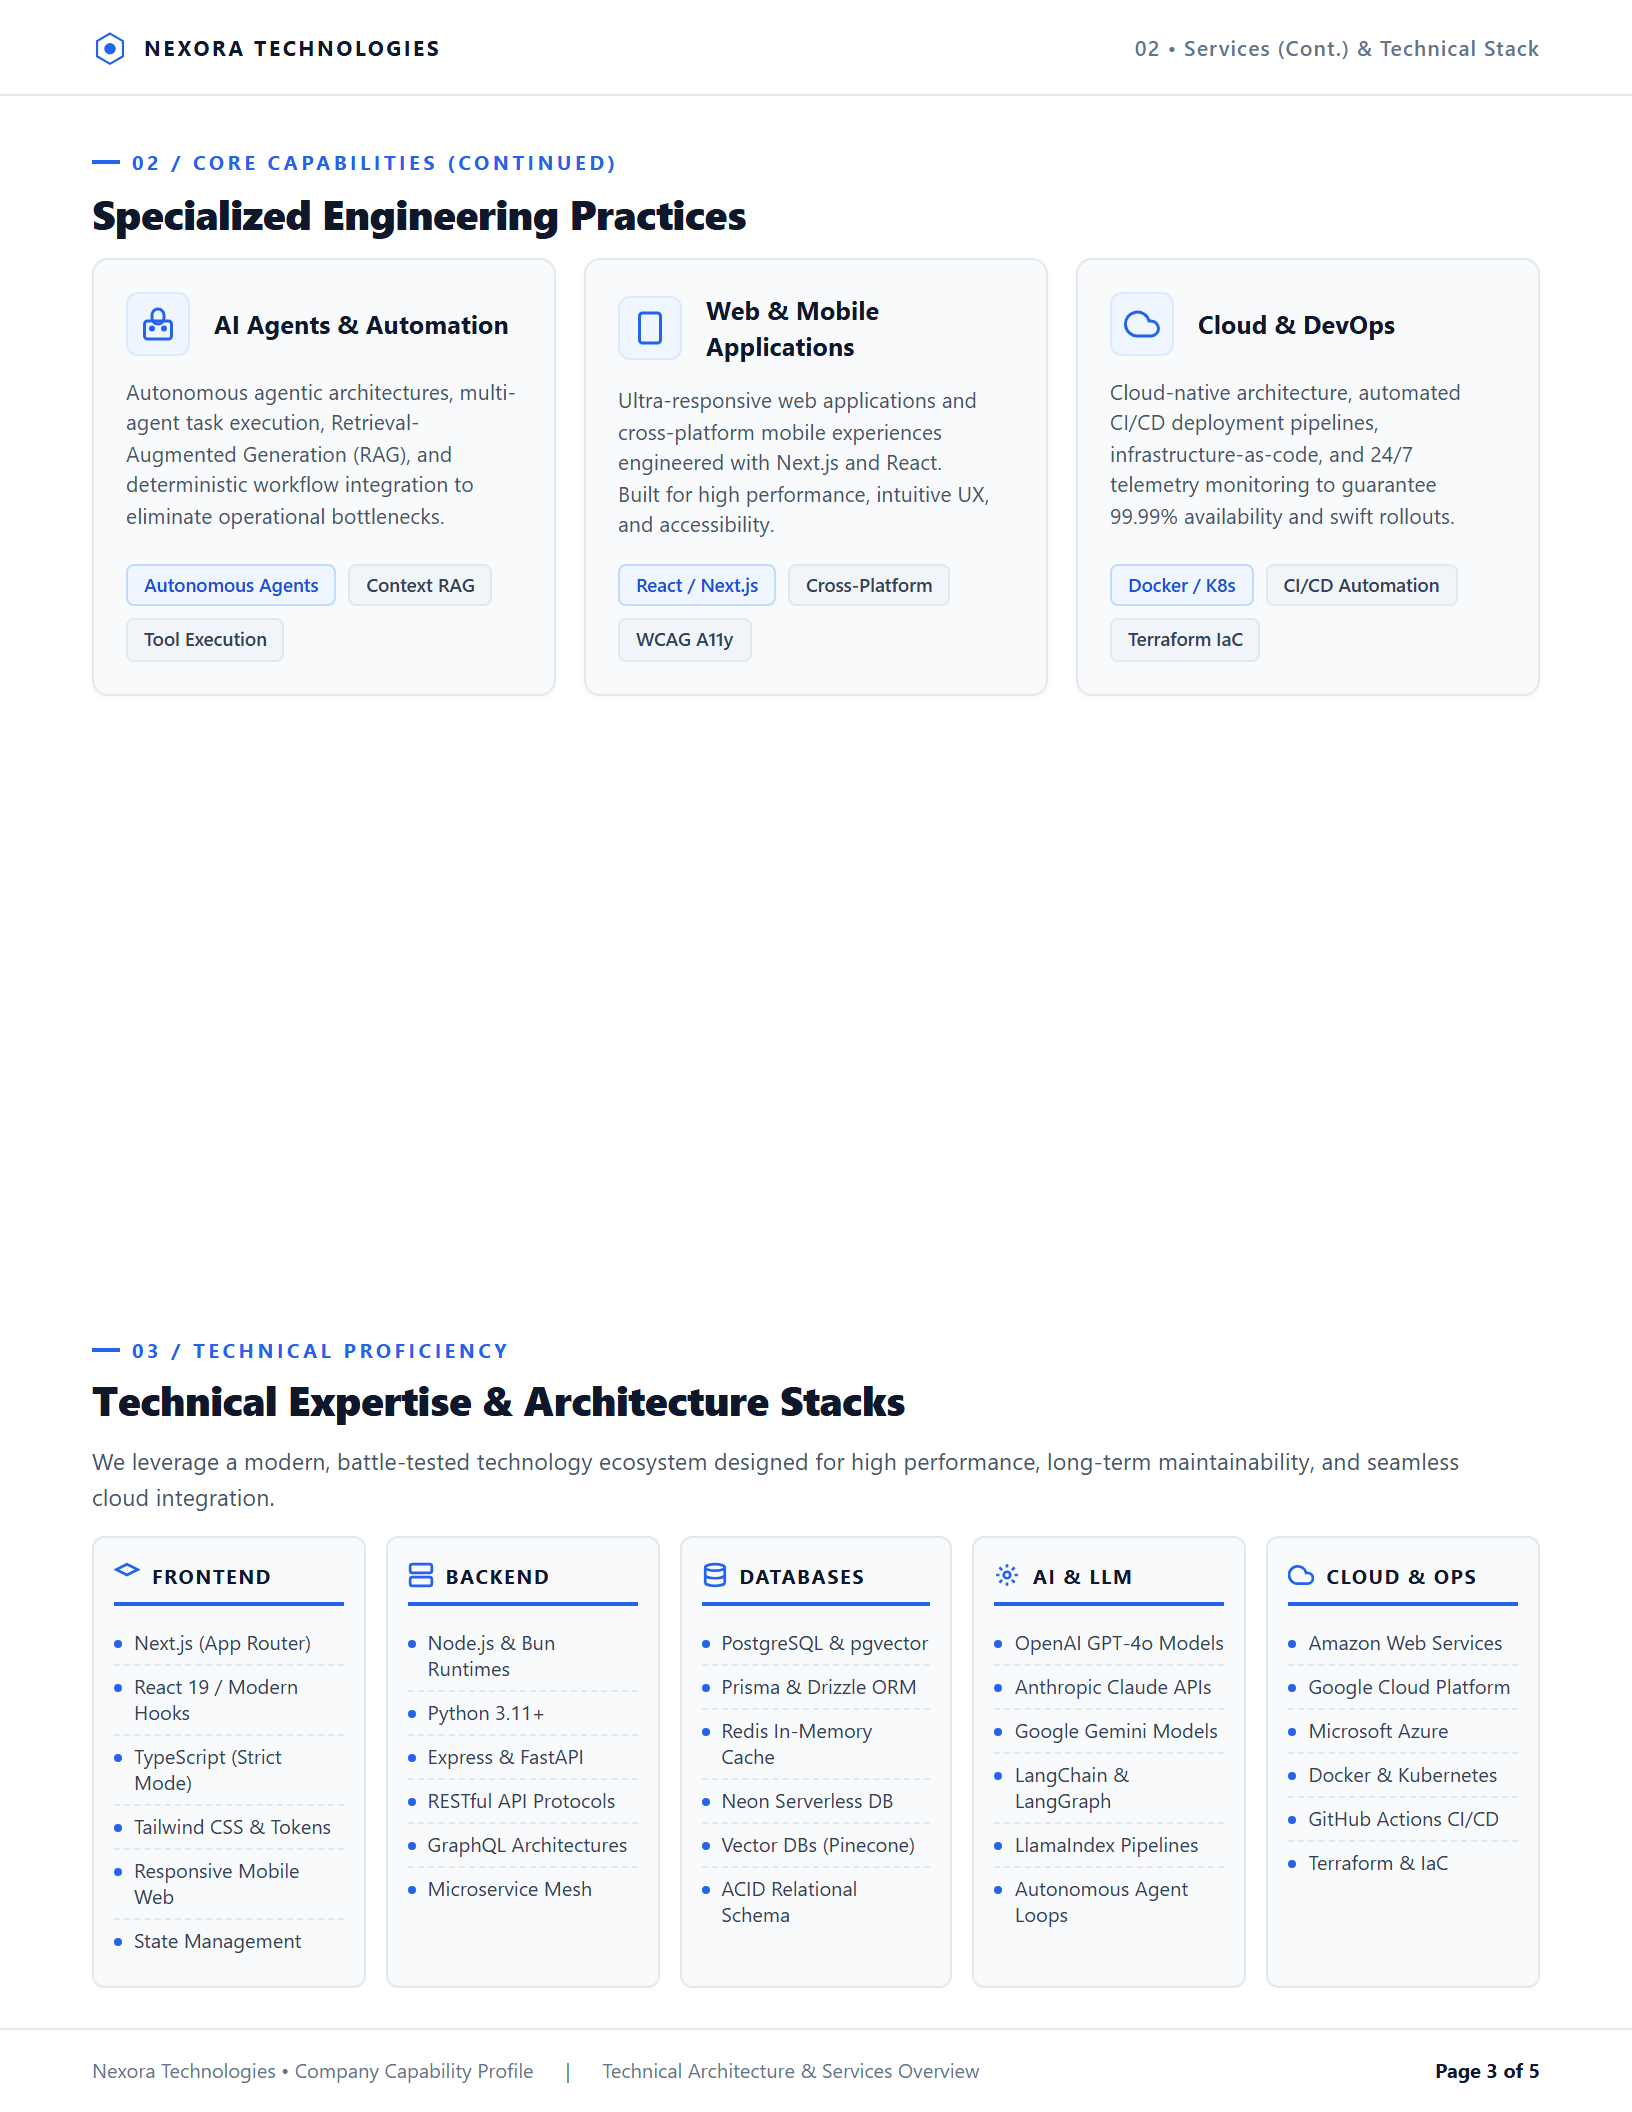 NEXORA TECHNOLOGIES
02 • Services (Cont.) & Technical Stack
02 / CORE CAPABILITIES (CONTINUED)
Specialized Engineering Practices
AI Agents & Automation
Autonomous agentic architectures, multi-
agent task execution, Retrieval-
Augmented Generation (RAG), and
deterministic workflow integration to
eliminate operational bottlenecks.
Autonomous Agents
Context RAG
Tool Execution
Web & Mobile
Applications
Ultra-responsive web applications and
cross-platform mobile experiences
engineered with Next.js and React.
Built for high performance, intuitive UX,
and accessibility.
React / Next.js
Cross-Platform
WCAG A11y
Cloud & DevOps
Cloud-native architecture, automated
CI/CD deployment pipelines,
infrastructure-as-code, and 24/7
telemetry monitoring to guarantee
99.99% availability and swift rollouts.
Docker / K8s
CI/CD Automation
Terraform IaC
03 / TECHNICAL PROFICIENCY
Technical Expertise & Architecture Stacks
We leverage a modern, battle-tested technology ecosystem designed for high performance, long-term maintainability, and seamless
cloud integration.
FRONTEND
Next.js (App Router)
React 19 / Modern
Hooks
TypeScript (Strict
Mode)
Tailwind CSS & Tokens
Responsive Mobile
Web
State Management
BACKEND
Node.js & Bun
Runtimes
Python 3.11+
Express & FastAPI
RESTful API Protocols
GraphQL Architectures
Microservice Mesh
DATABASES
PostgreSQL & pgvector
Prisma & Drizzle ORM
Redis In-Memory
Cache
Neon Serverless DB
Vector DBs (Pinecone)
ACID Relational
Schema
AI & LLM
OpenAI GPT-4o Models
Anthropic Claude APIs
Google Gemini Models
LangChain &
LangGraph
LlamaIndex Pipelines
Autonomous Agent
Loops
CLOUD & OPS
Amazon Web Services
Google Cloud Platform
Microsoft Azure
Docker & Kubernetes
GitHub Actions CI/CD
Terraform & IaC
Nexora Technologies • Company Capability Profile | Technical Architecture & Services Overview
Page 3 of 5